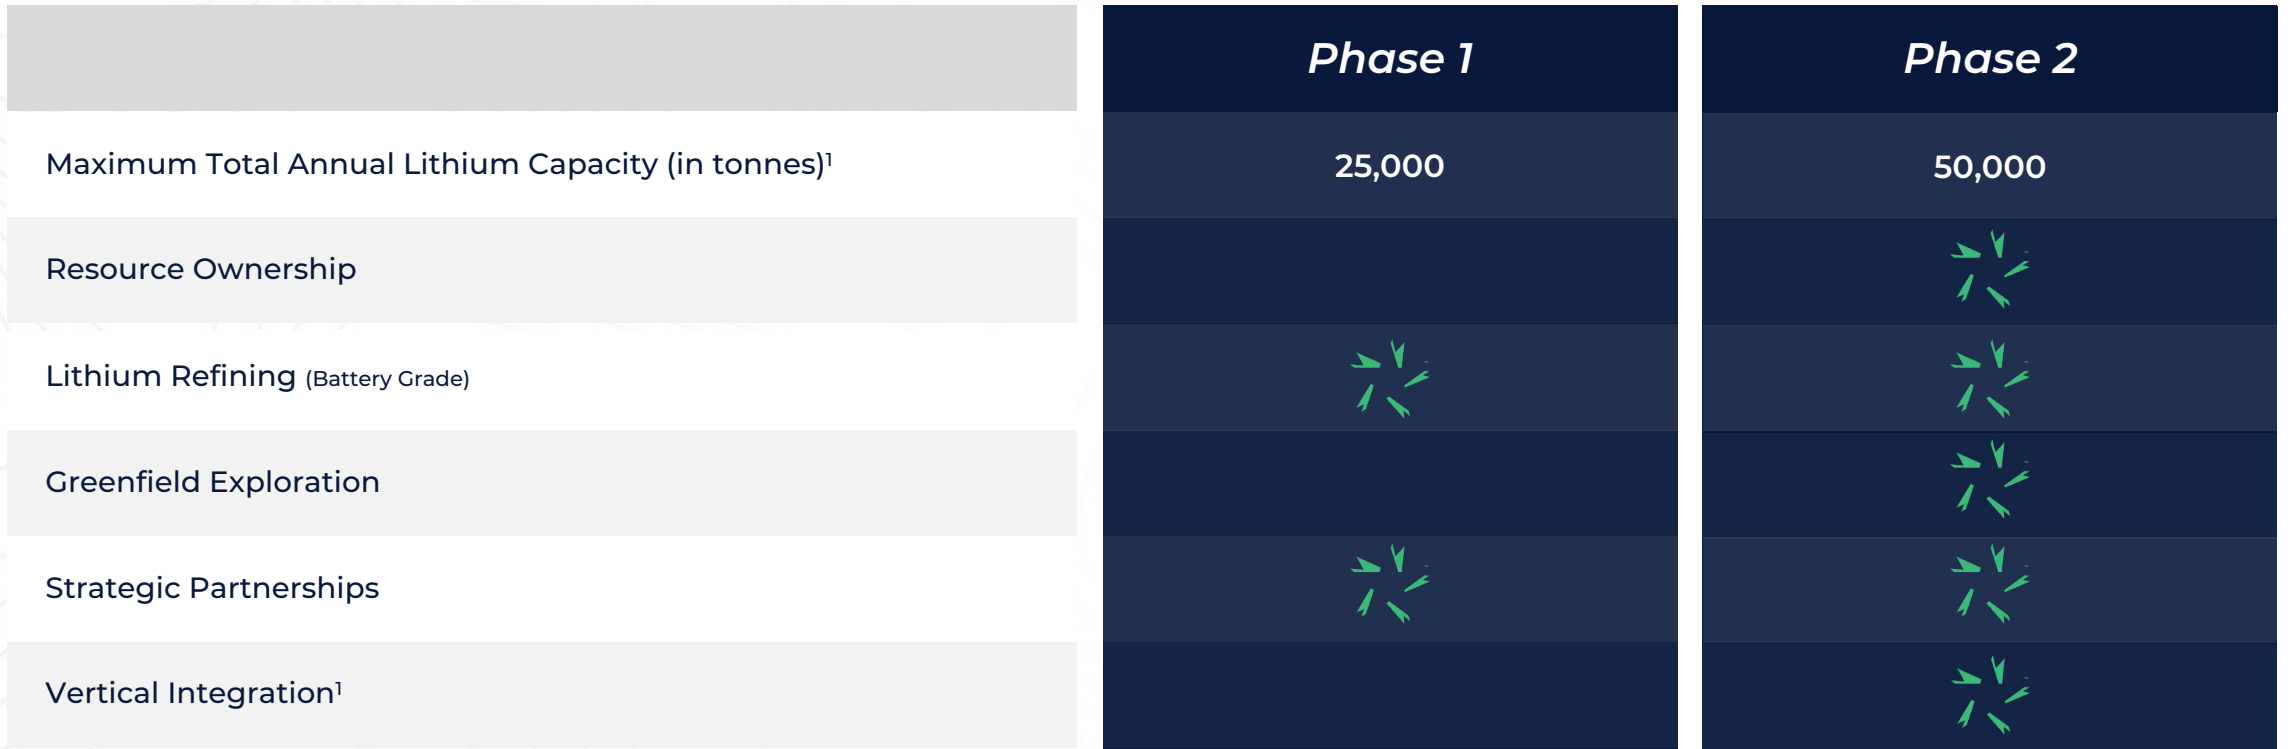 Phase 1 Phase 2
Maximum Total Annual Lithium Capacity (in tonnes)¹ 25,000 50,000
Resource Ownership
Lithium Refining (Battery Grade)
Greenfield Exploration
Strategic Partnerships
Vertical Integration¹